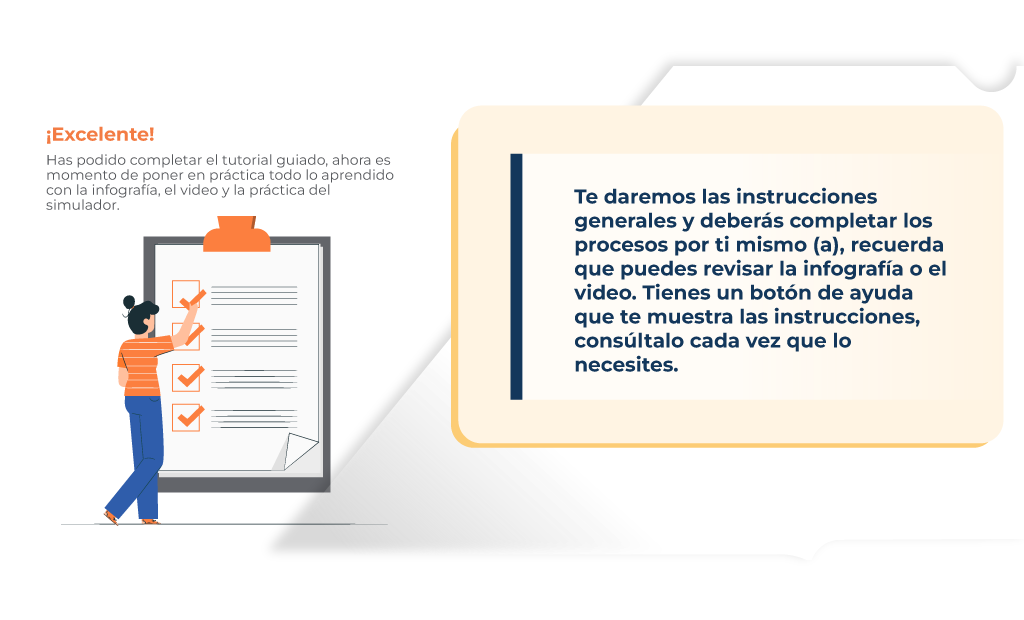 ¡Excelente!
Has podido completar el tutorial guiado, ahora es
momento de poner en práctica todo lo aprendido
con la infografía, el video y la práctica del
simulador.
Te daremos las instrucciones
generales y deberás completar los
procesos por ti mismo (a), recuerda
que puedes revisar la infografía o el
video. Tienes un botón de ayuda
que te muestra las instrucciones,
consúltalo cada vez que lo
necesites.